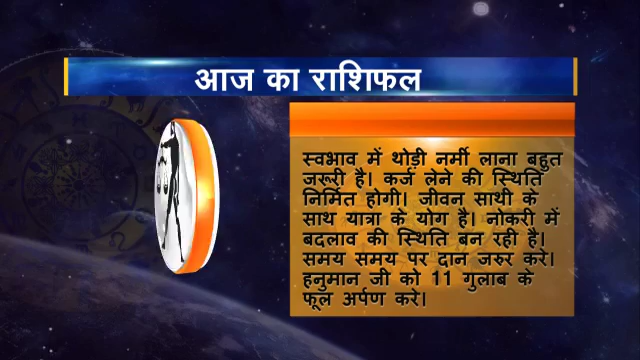 आज का राशिफल
स्वभाव में थोड़ी नर्मी लाना बहुत
जरूरी है। कर्ज लेने की स्थिति
निर्मित होगी। जीवन साथी के
साथ यात्रा के योग है। नोकरी में
बदलाव की स्थिति बन रही है।
समय समय पर दान जरुर करे।
हनुमान जी को 11 गुलाब के
फूल अर्पण करे।